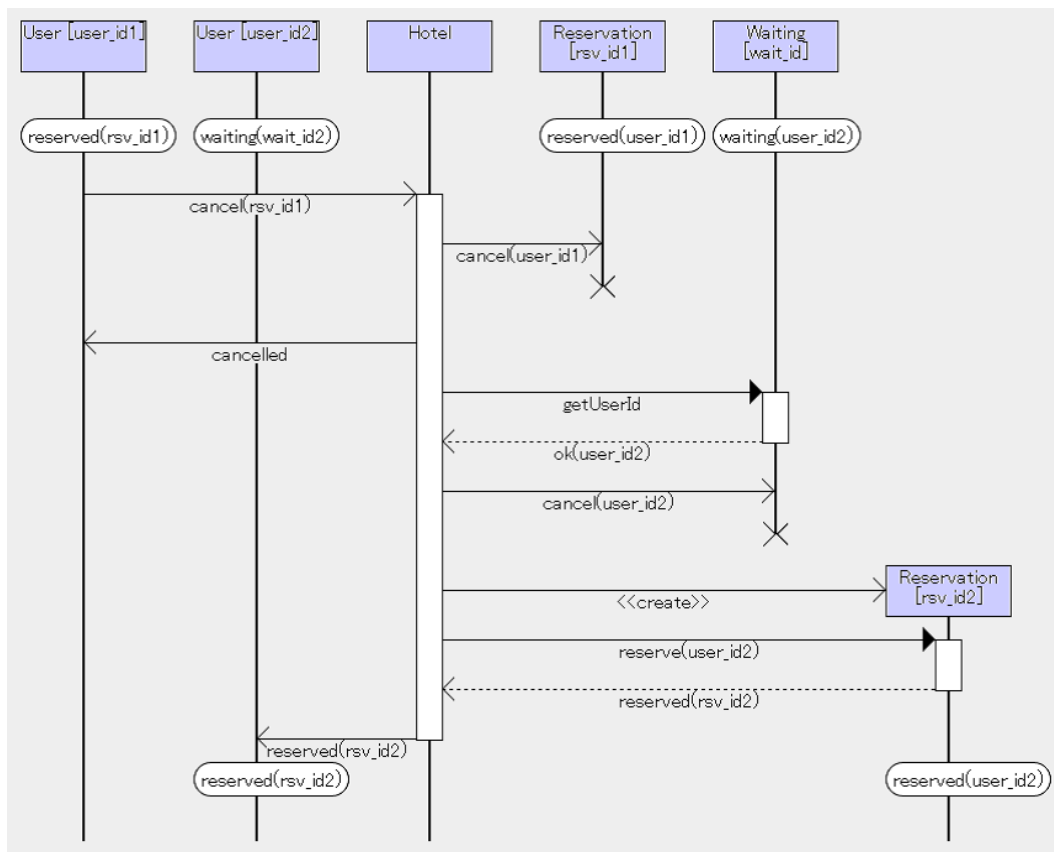 User [user_id1]
User [user_id2]
Hotel
Reservation
[rsv_id1]
Waiting
[wait_id]
reserved(rsv_id1)
waiting(wait_id2)
reserved(user_id1)
waiting(user_id2)
cancel(rsv_id1)
cancel(user_id1)
cancelled
getUserId
ok(user_id2)
cancel(user_id2)
Reservation
[rsv_id2]
<<create>>
reserve(user_id2)
reserved(rsv_id2)
reserved(rsv_id2)
reserved(rsv_id2)
reserved(user_id2)